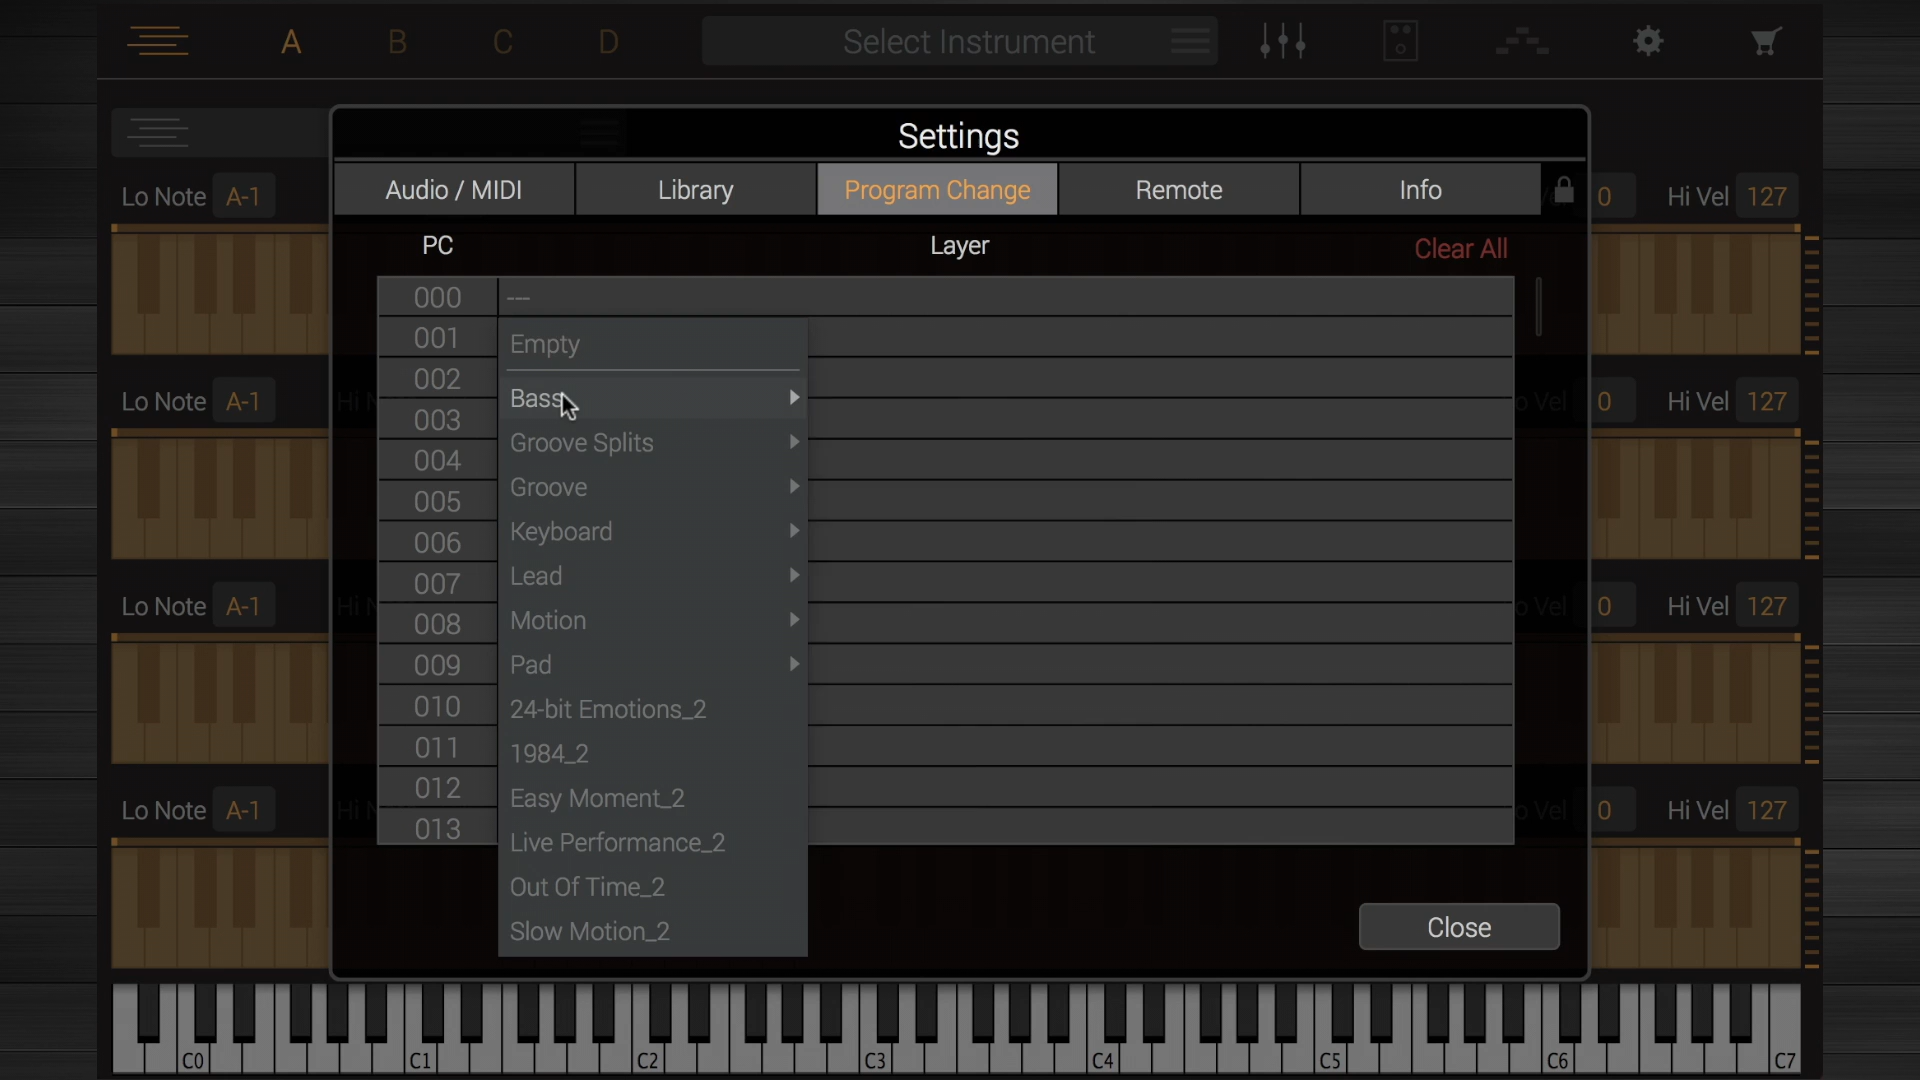 A B C D Select Instrument
Settings
Audio / MIDI Library Program Change Remote Info
PC Layer Clear All
Lo Note A-1 0 Hi Vel 127
Lo Note A-1 0 Hi Vel 127
Lo Note A-1 0 Hi Vel 127
Lo Note A-1 0 Hi Vel 127
000 ---
001
002
003
004
005
006
007
008
009
010
011
012
013
Empty
Bass
Groove Splits
Groove
Keyboard
Lead
Motion
Pad
24-bit Emotions_2
1984_2
Easy Moment_2
Live Performance_2
Out Of Time_2
Slow Motion_2
Close
C0 C1 C2 C3 C4 C5 C6 C7